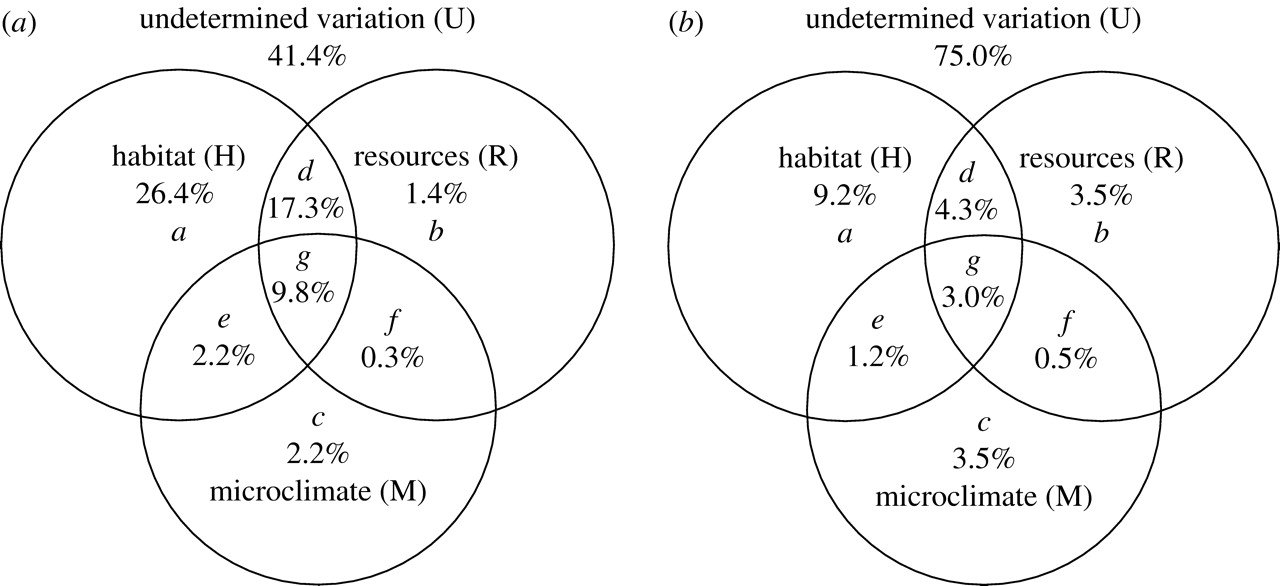 (a)
undetermined variation (U)
41.4%
habitat (H)
26.4%
a
d
17.3%
resources (R)
1.4%
b
g
9.8%
e
2.2%
f
0.3%
c
2.2%
microclimate (M)
(b)
undetermined variation (U)
75.0%
habitat (H)
9.2%
a
d
4.3%
resources (R)
3.5%
b
g
3.0%
e
1.2%
f
0.5%
c
3.5%
microclimate (M)